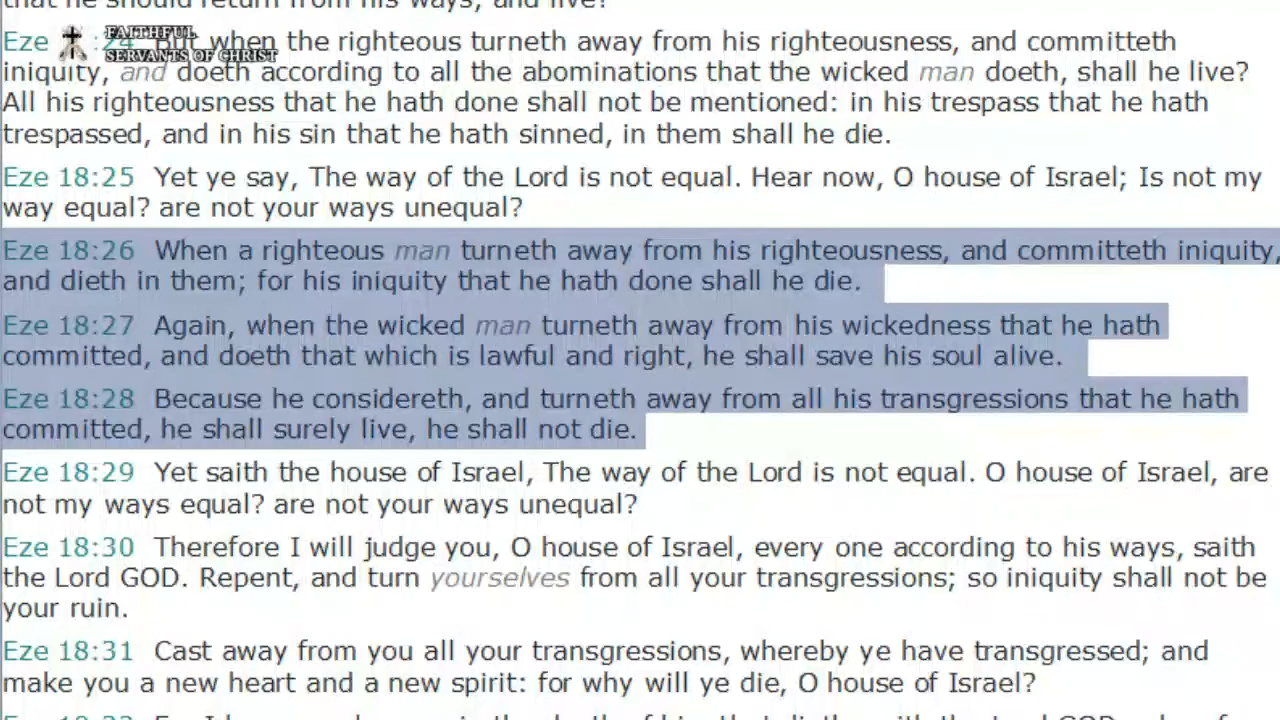 that he should return from his ways, and live?
Eze :24 But when the righteous turneth away from his righteousness, and committeth
FAITHFUL
SERVANTS OF CHRIST
iniquity, and doeth according to all the abominations that the wicked man doeth, shall he live?
All his righteousness that he hath done shall not be mentioned: in his trespass that he hath
trespassed, and in his sin that he hath sinned, in them shall he die.
Eze 18:25 Yet ye say, The way of the Lord is not equal. Hear now, O house of Israel; Is not my
way equal? are not your ways unequal?
Eze 18:26 When a righteous man turneth away from his righteousness, and committeth iniquity,
and dieth in them; for his iniquity that he hath done shall he die.
Eze 18:27 Again, when the wicked man turneth away from his wickedness that he hath
committed, and doeth that which is lawful and right, he shall save his soul alive.
Eze 18:28 Because he considereth, and turneth away from all his transgressions that he hath
committed, he shall surely live, he shall not die.
Eze 18:29 Yet saith the house of Israel, The way of the Lord is not equal. O house of Israel, are
not my ways equal? are not your ways unequal?
Eze 18:30 Therefore I will judge you, O house of Israel, every one according to his ways, saith
the Lord GOD. Repent, and turn yourselves from all your transgressions; so iniquity shall not be
your ruin.
Eze 18:31 Cast away from you all your transgressions, whereby ye have transgressed; and
make you a new heart and a new spirit: for why will ye die, O house of Israel?